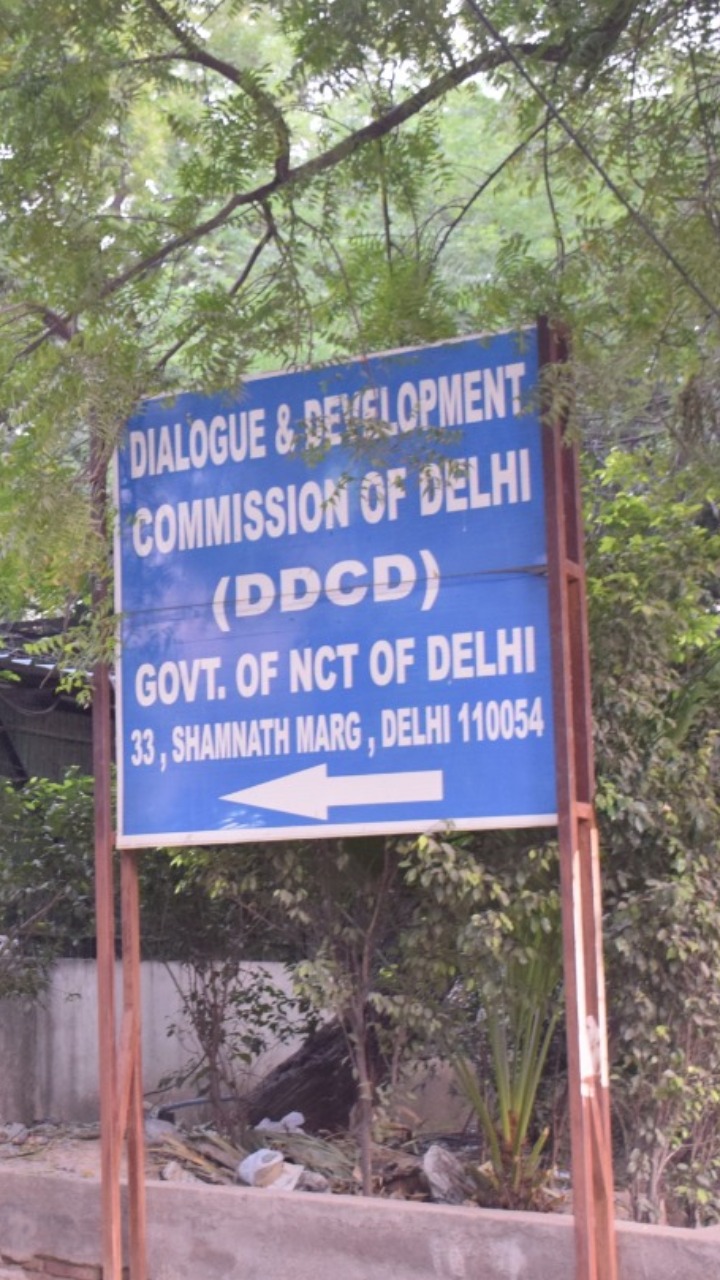 DIALOGUE & DEVELOPMENT
COMMISSION OF DELHI
(DDCD)
GOVT. OF NCT OF DELHI
33 , SHAMNATH MARG , DELHI 110054